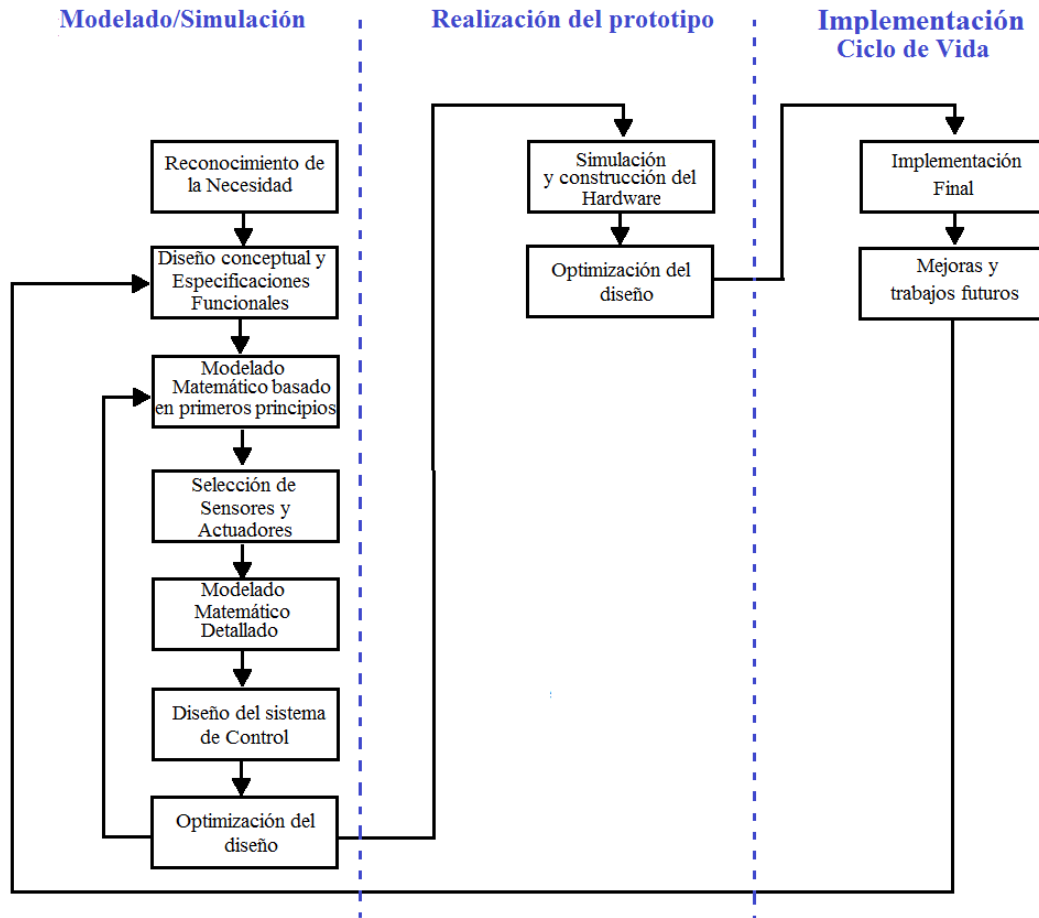 Modelado/Simulación
Reconocimiento de
la Necesidad
Diseño conceptual y
Especificaciones
Funcionales
Modelado
Matemático basado
en primeros principios
Selección de
Sensores y
Actuadores
Modelado
Matemático
Detallado
Diseño del sistema
de Control
Optimización del
diseño
Realización del prototipo
Simulación
y construcción del
Hardware
Optimización del
diseño
Implementación
Ciclo de Vida
Implementación
Final
Mejoras y
trabajos futuros